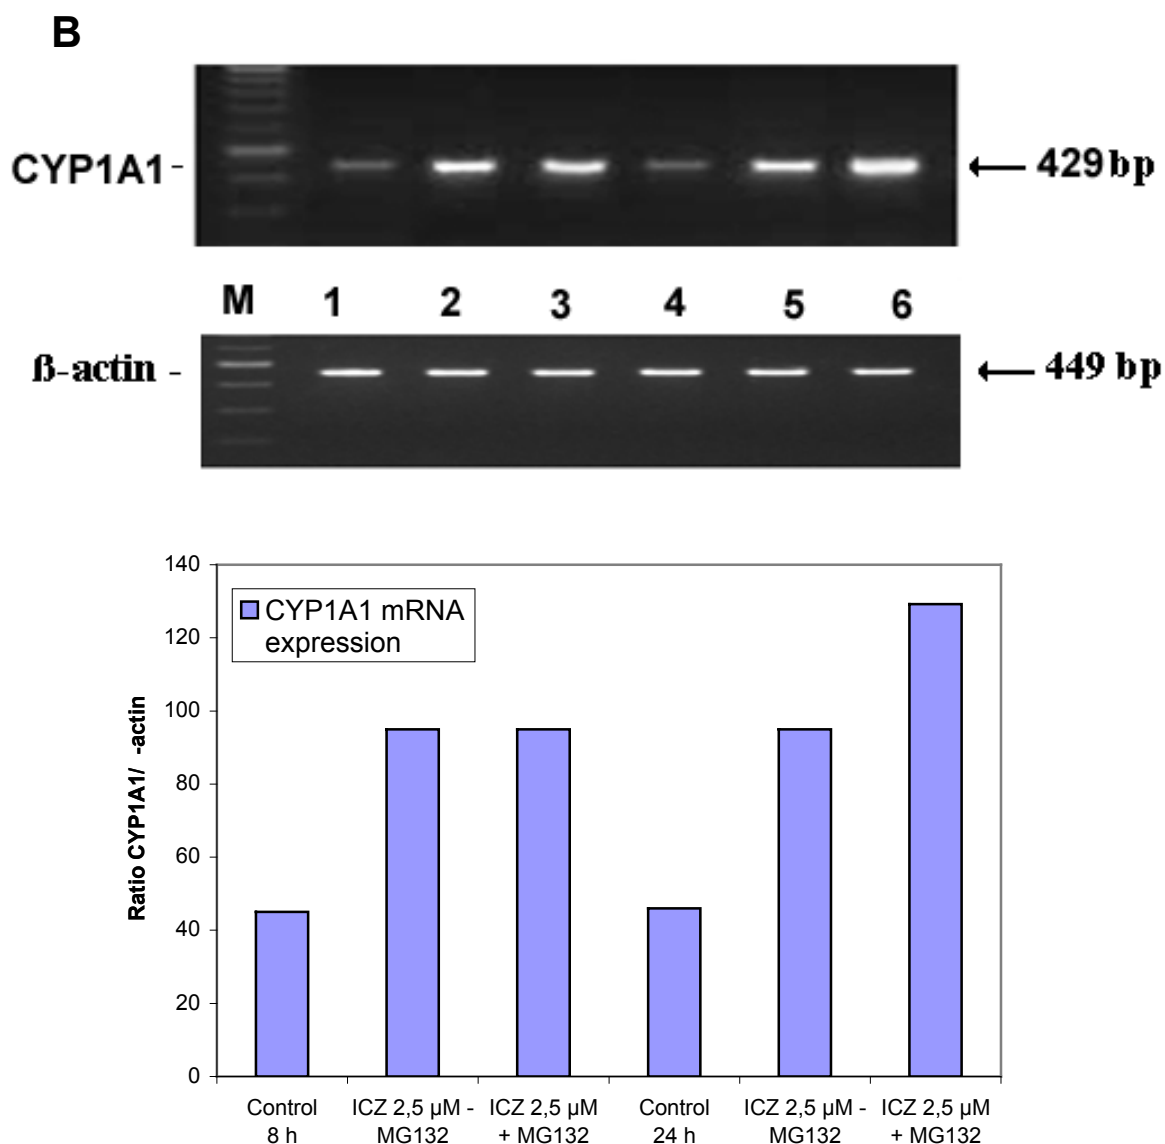 B
CYP1A1 -
429 bp
M 1 2 3 4 5 6
ß-actin -
449 bp
140
120
100
80
60
40
20
0
Ratio CYP1A1/ -actin
CYP1A1 mRNA
expression
Control
8 h
ICZ 2,5 µM -
MG132
ICZ 2,5 µM
+ MG132
Control
24 h
ICZ 2,5 µM -
MG132
ICZ 2,5 µM
+ MG132